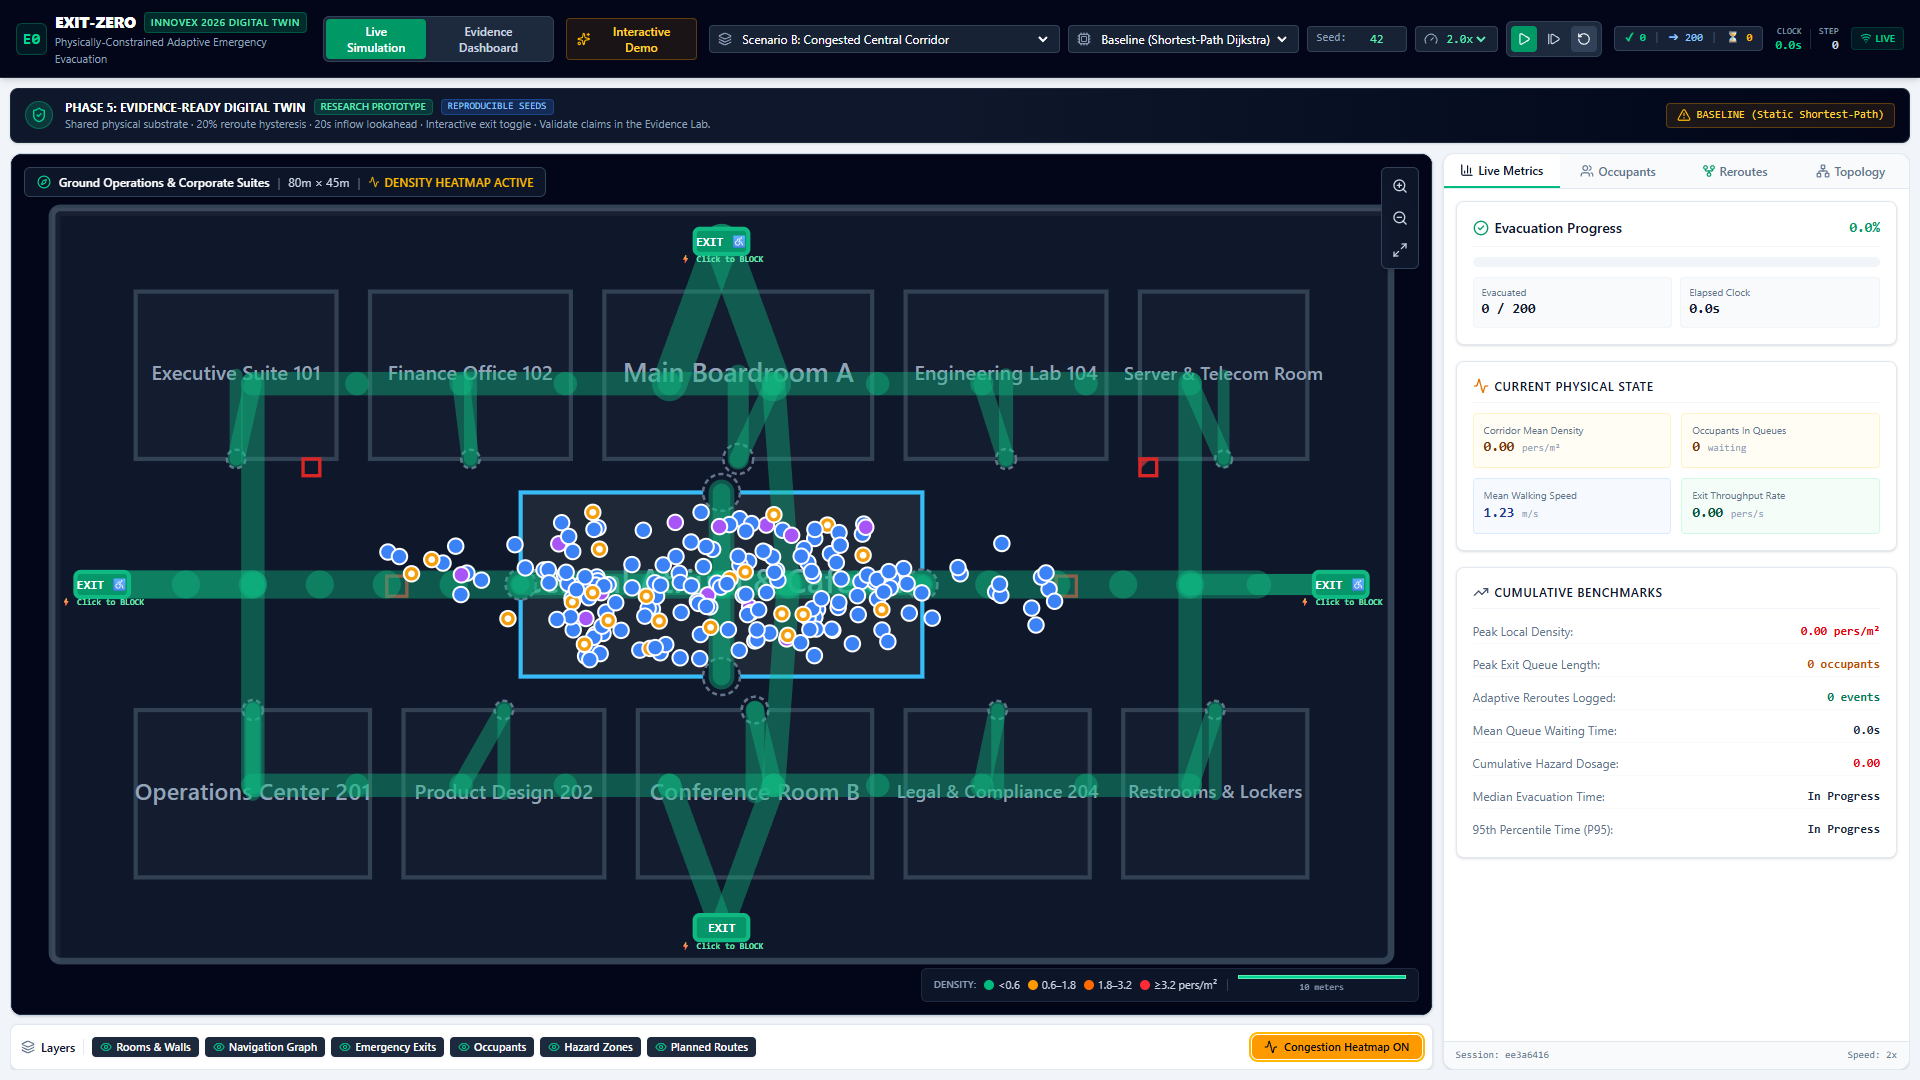 E0
EXIT-ZERO
INNOVEX 2026 DIGITAL TWIN
Physically-Constrained Adaptive Emergency
Evacuation
Live
Simulation
Evidence
Dashboard
Interactive
Demo
Scenario B: Congested Central Corridor
Baseline (Shortest-Path Dijkstra)
Seed: 42
2.0x
0
200
0
CLOCK
0.0s
STEP
0
LIVE
PHASE 5: EVIDENCE-READY DIGITAL TWIN
RESEARCH PROTOTYPE
REPRODUCIBLE SEEDS
Shared physical substrate · 20% reroute hysteresis · 20s inflow lookahead · Interactive exit toggle · Validate claims in the Evidence Lab.
BASELINE (Static Shortest-Path)
Ground Operations & Corporate Suites | 80m × 45m | DENSITY HEATMAP ACTIVE
EXIT
Click to BLOCK
Executive Suite 101
Finance Office 102
Main Boardroom A
Engineering Lab 104
Server & Telecom Room
EXIT
Click to BLOCK
EXIT
Click to BLOCK
Operations Center 201
Product Design 202
Conference Room B
Legal & Compliance 204
Restrooms & Lockers
EXIT
Click to BLOCK
DENSITY: <0.6 0.6–1.8 1.8–3.2 ≥3.2 pers/m²
10 meters
Layers
Rooms & Walls
Navigation Graph
Emergency Exits
Occupants
Hazard Zones
Planned Routes
Congestion Heatmap ON
Live Metrics
Occupants
Reroutes
Topology
Evacuation Progress
0.0%
Evacuated
0 / 200
Elapsed Clock
0.0s
CURRENT PHYSICAL STATE
Corridor Mean Density
0.00 pers/m²
Occupants In Queues
0 waiting
Mean Walking Speed
1.23 m/s
Exit Throughput Rate
0.00 pers/s
CUMULATIVE BENCHMARKS
Peak Local Density: 0.00 pers/m²
Peak Exit Queue Length: 0 occupants
Adaptive Reroutes Logged: 0 events
Mean Queue Waiting Time: 0.0s
Cumulative Hazard Dosage: 0.00
Median Evacuation Time: In Progress
95th Percentile Time (P95): In Progress
Session: ee3a6416
Speed: 2x